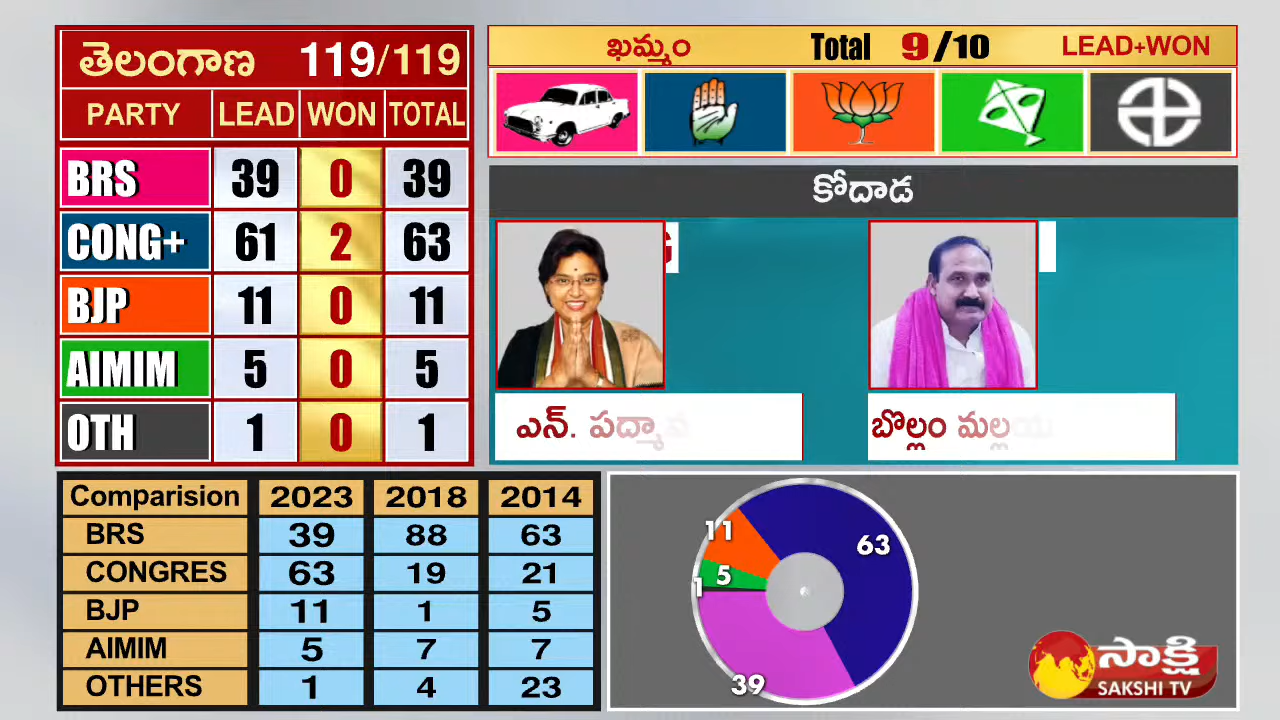 తెలంగాణ 119/119
PARTY LEAD WON TOTAL
BRS 39 0 39
CONG+ 61 2 63
BJP 11 0 11
AIMIM 5 0 5
OTH 1 0 1
ఖమ్మం Total 9/10 LEAD+WON
కోదాడ
ఎన్. పద్మావ
బొల్లం మల్లయ
Comparision 2023 2018 2014
BRS 39 88 63
CONGRES 63 19 21
BJP 11 1 5
AIMIM 5 7 7
OTHERS 1 4 23
11
63
5
1
39
సాక్షి
SAKSHI TV